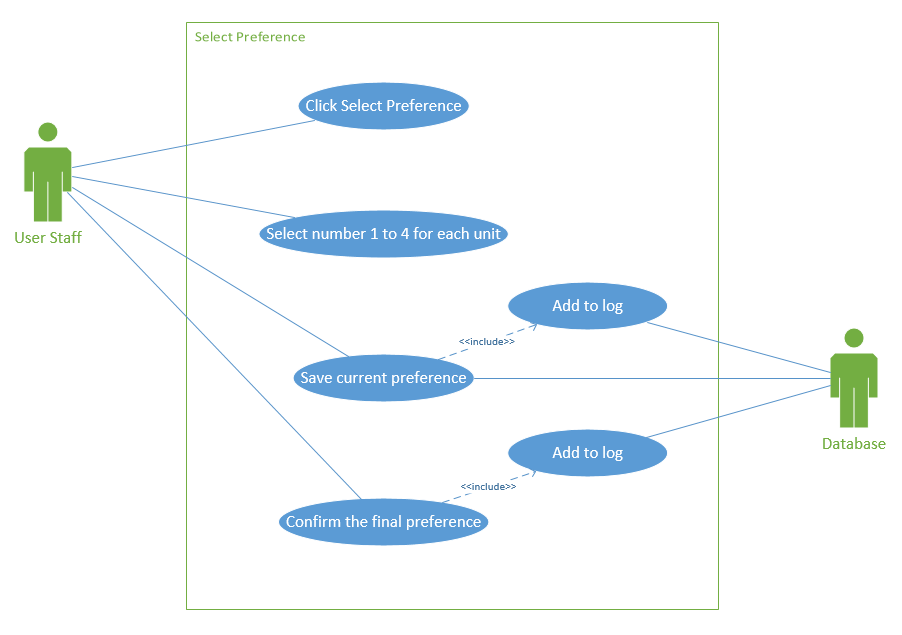 Select Preference
Click Select Preference
User Staff
Select number 1 to 4 for each unit
Add to log
<<include>>
Save current preference
Database
Add to log
<<include>>
Confirm the final preference